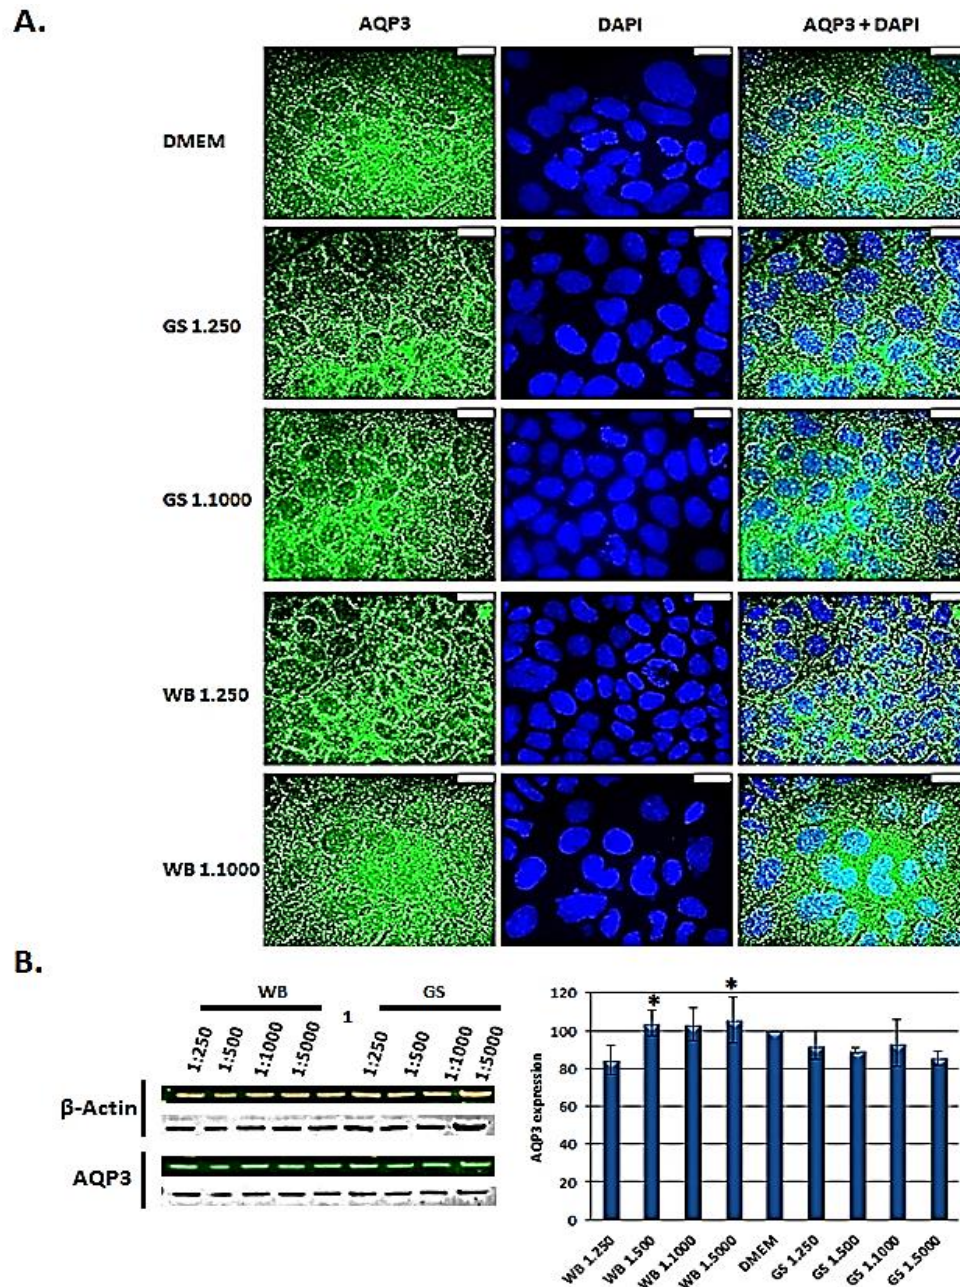 A.
AQP3 DAPI AQP3 + DAPI
DMEM
GS 1.250
GS 1.1000
WB 1.250
WB 1.1000
B.
WB 1 GS
1:250 1:500 1:1000 1:5000 1:250 1:500 1:1000 1:5000
β-Actin
AQP3
AQP3 expression
120
100
80
60
40
20
0
* *
WB 1.250 WB 1.500 WB 1.1000 WB 1.5000 DMEM GS 1.250 GS 1.500 GS 1.1000 GS 1.5000